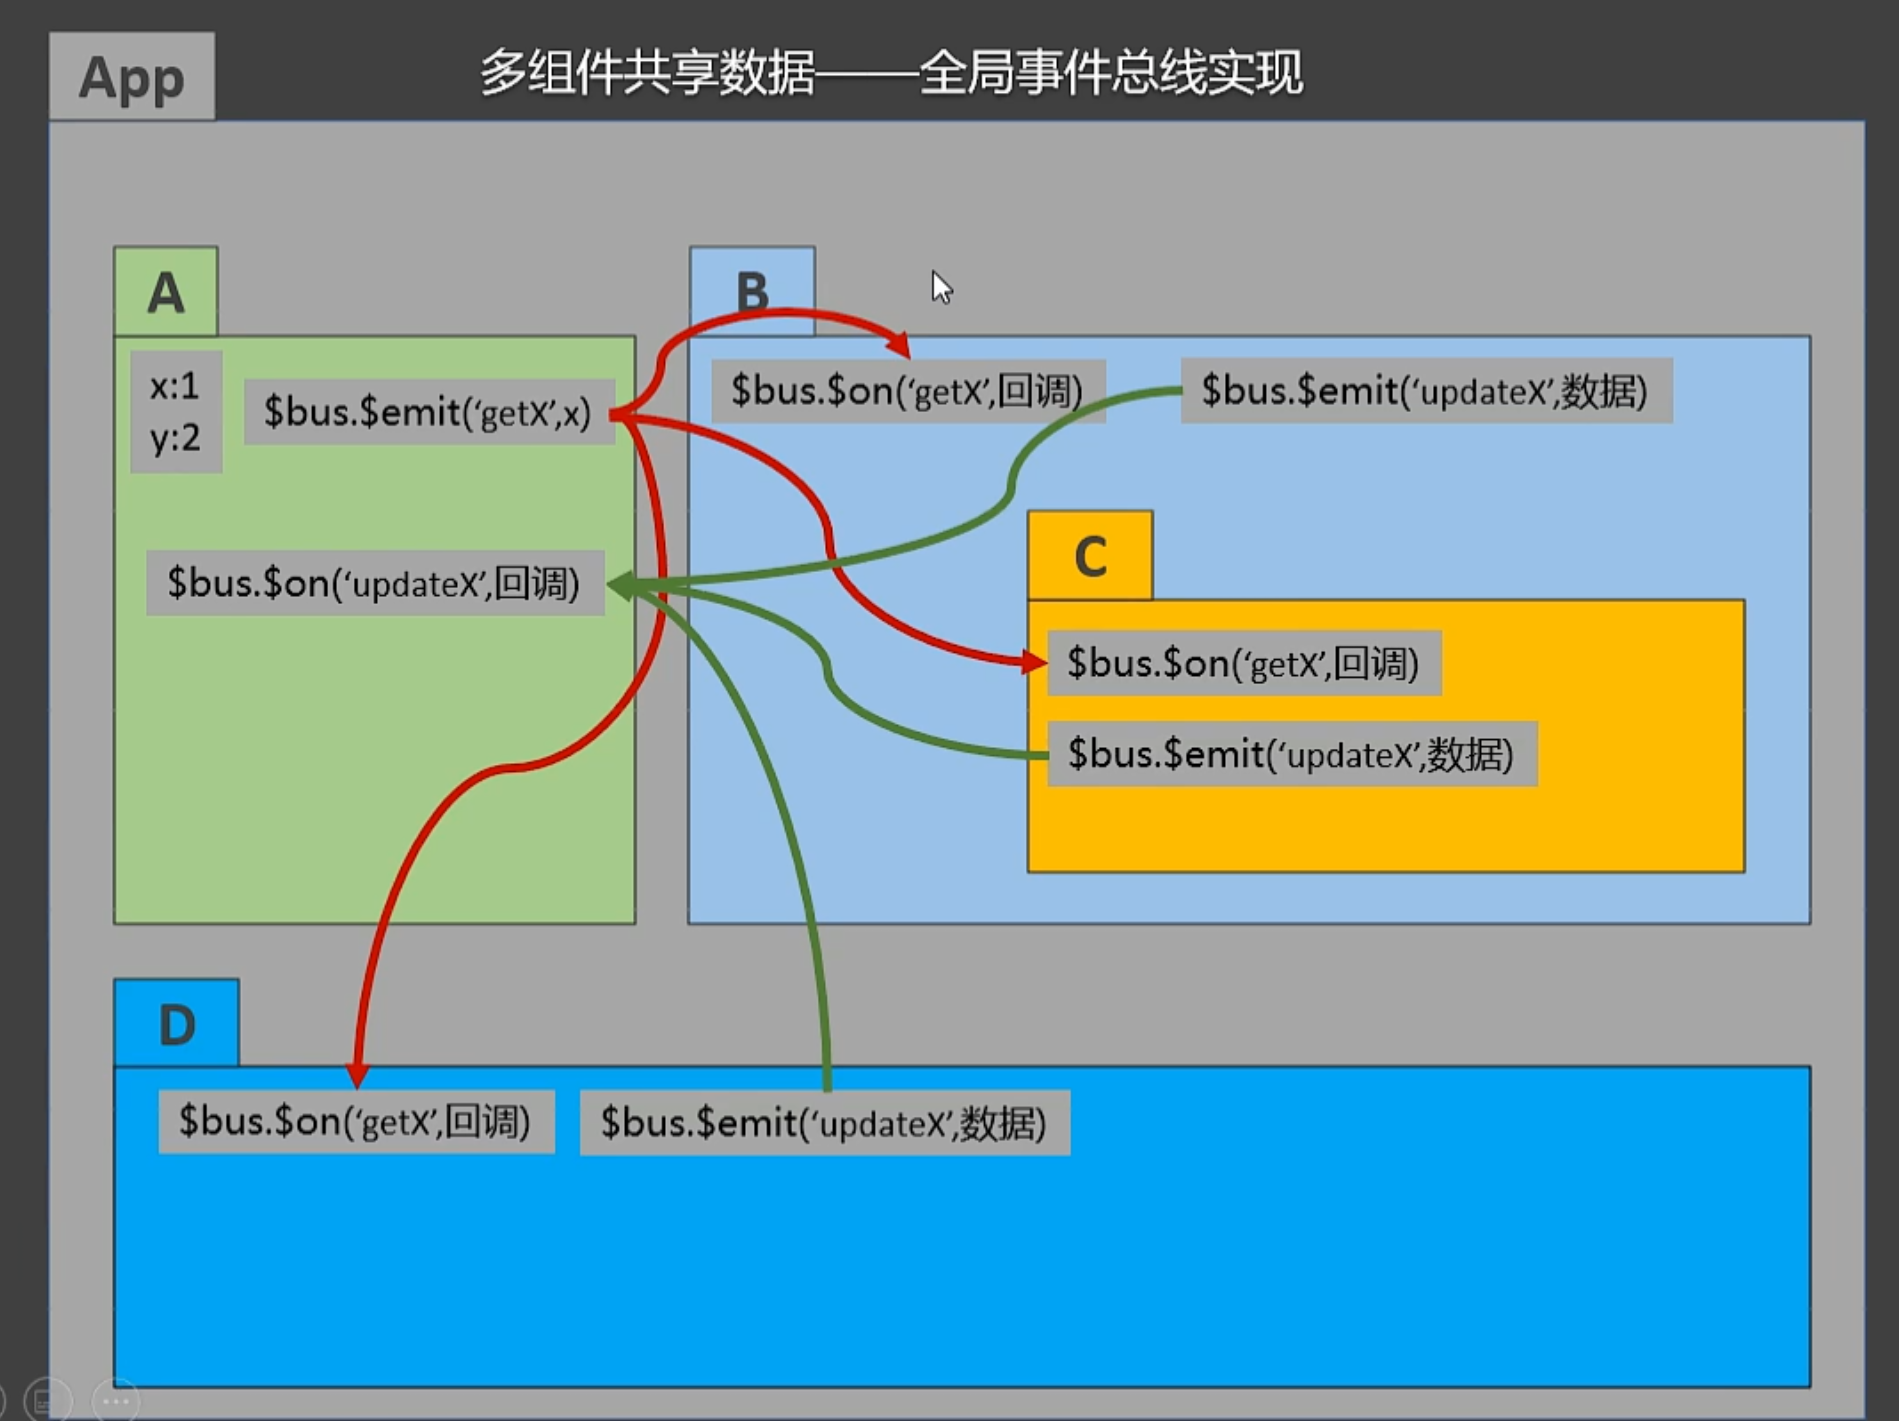 App
多组件共享数据——全局事件总线实现
A
B
x:1
y:2
$bus.$emit(‘getX’,x)
$bus.$on(‘getX’,回调)
$bus.$emit(‘updateX’,数据)
$bus.$on(‘updateX’,回调)
C
$bus.$on(‘getX’,回调)
$bus.$emit(‘updateX’,数据)
D
$bus.$on(‘getX’,回调)
$bus.$emit(‘updateX’,数据)